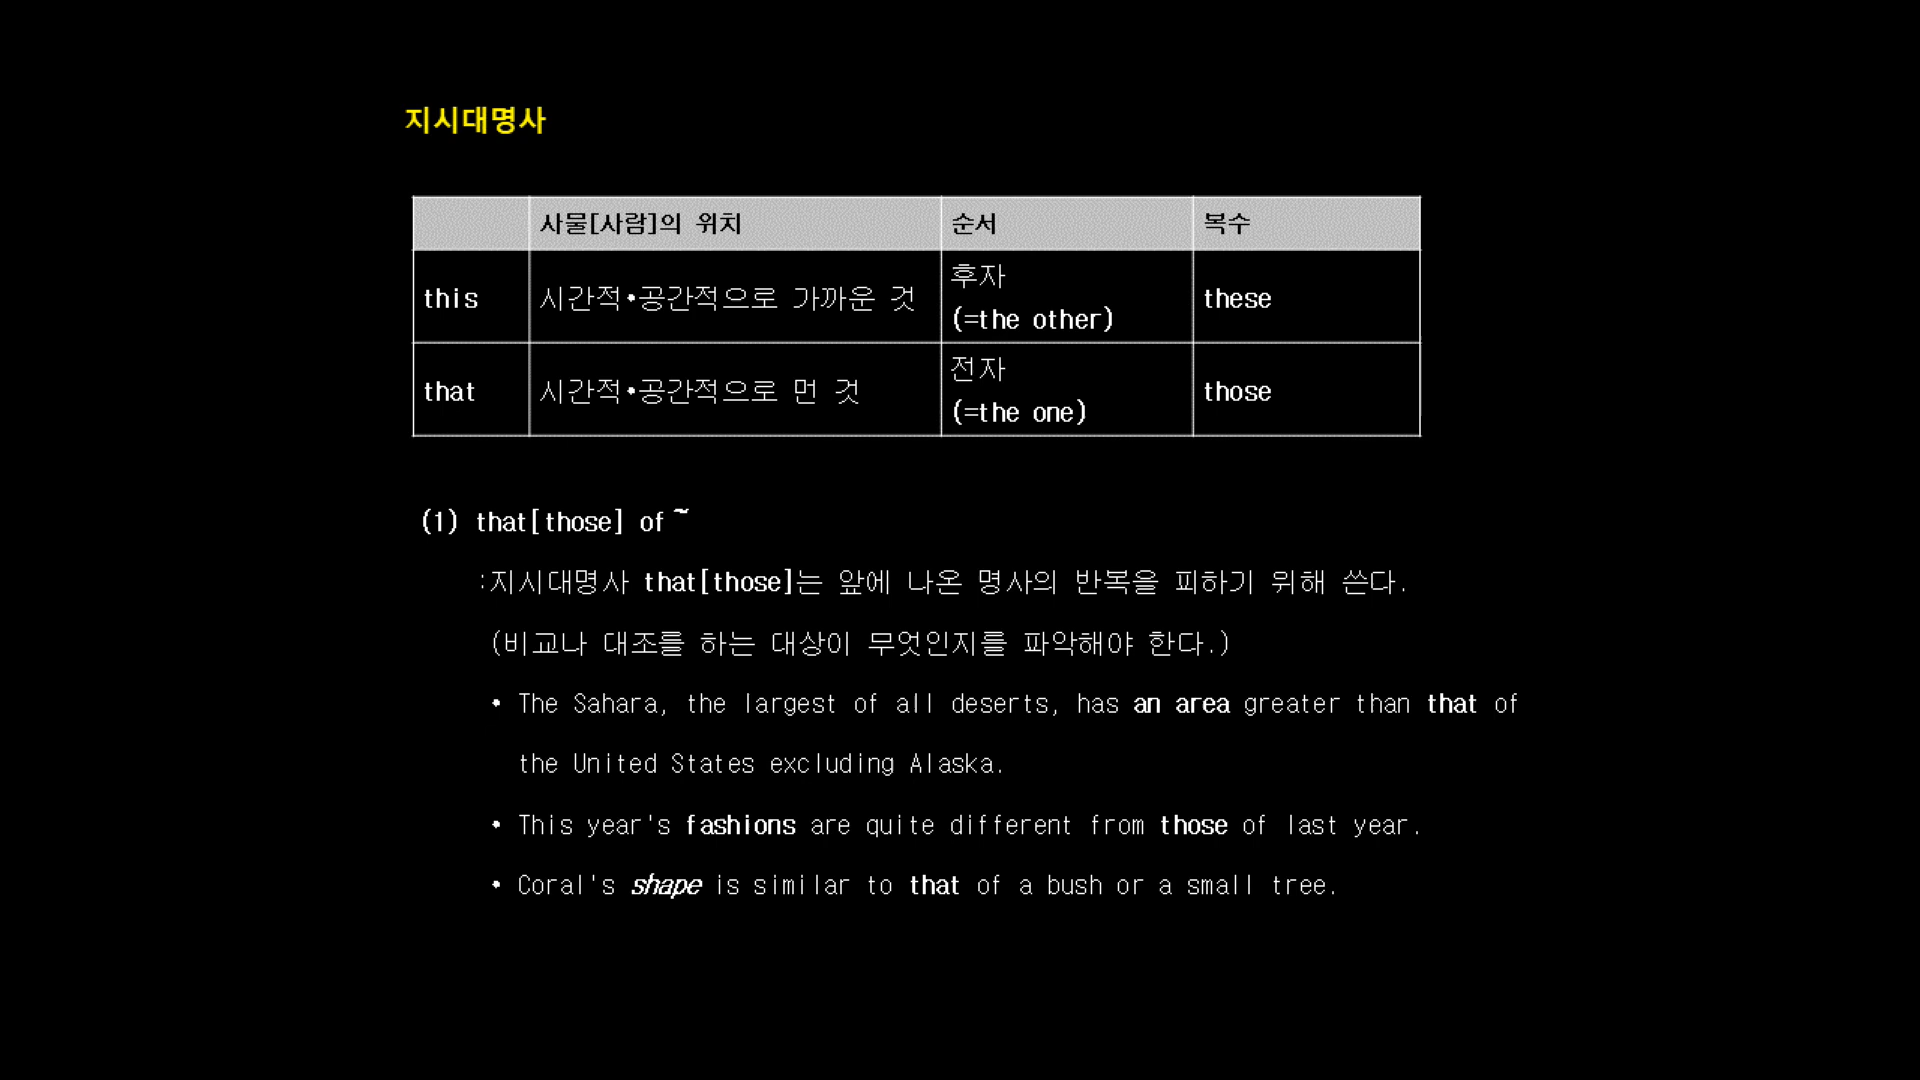 지시대명사
사물[사람]의 위치 순서 복수
this 시간적•공간적으로 가까운 것 후자 (=the other) these
that 시간적•공간적으로 먼 것 전자 (=the one) those
(1) that[those] of ~
:지시대명사 that[those]는 앞에 나온 명사의 반복을 피하기 위해 쓴다.
(비교나 대조를 하는 대상이 무엇인지를 파악해야 한다.)
• The Sahara, the largest of all deserts, has an area greater than that of
the United States excluding Alaska.
• This year's fashions are quite different from those of last year.
• Coral's shape is similar to that of a bush or a small tree.